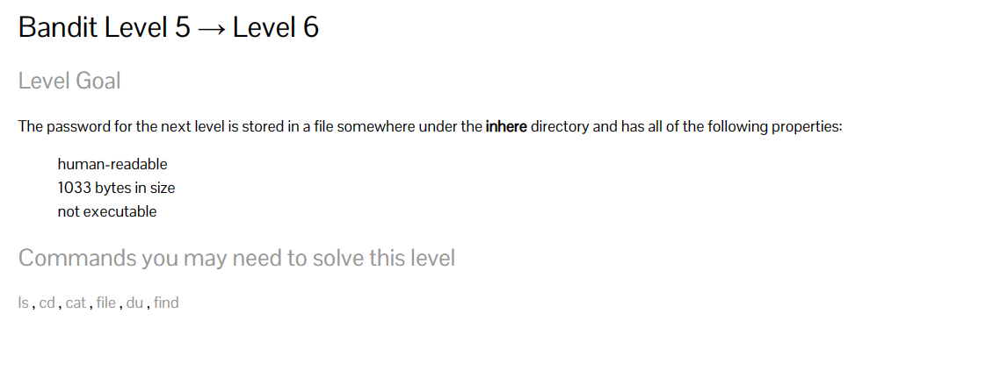 Bandit Level 5 → Level 6
Level Goal
The password for the next level is stored in a file somewhere under the inhere directory and has all of the following properties:
human-readable
1033 bytes in size
not executable
Commands you may need to solve this level
ls , cd , cat , file , du , find